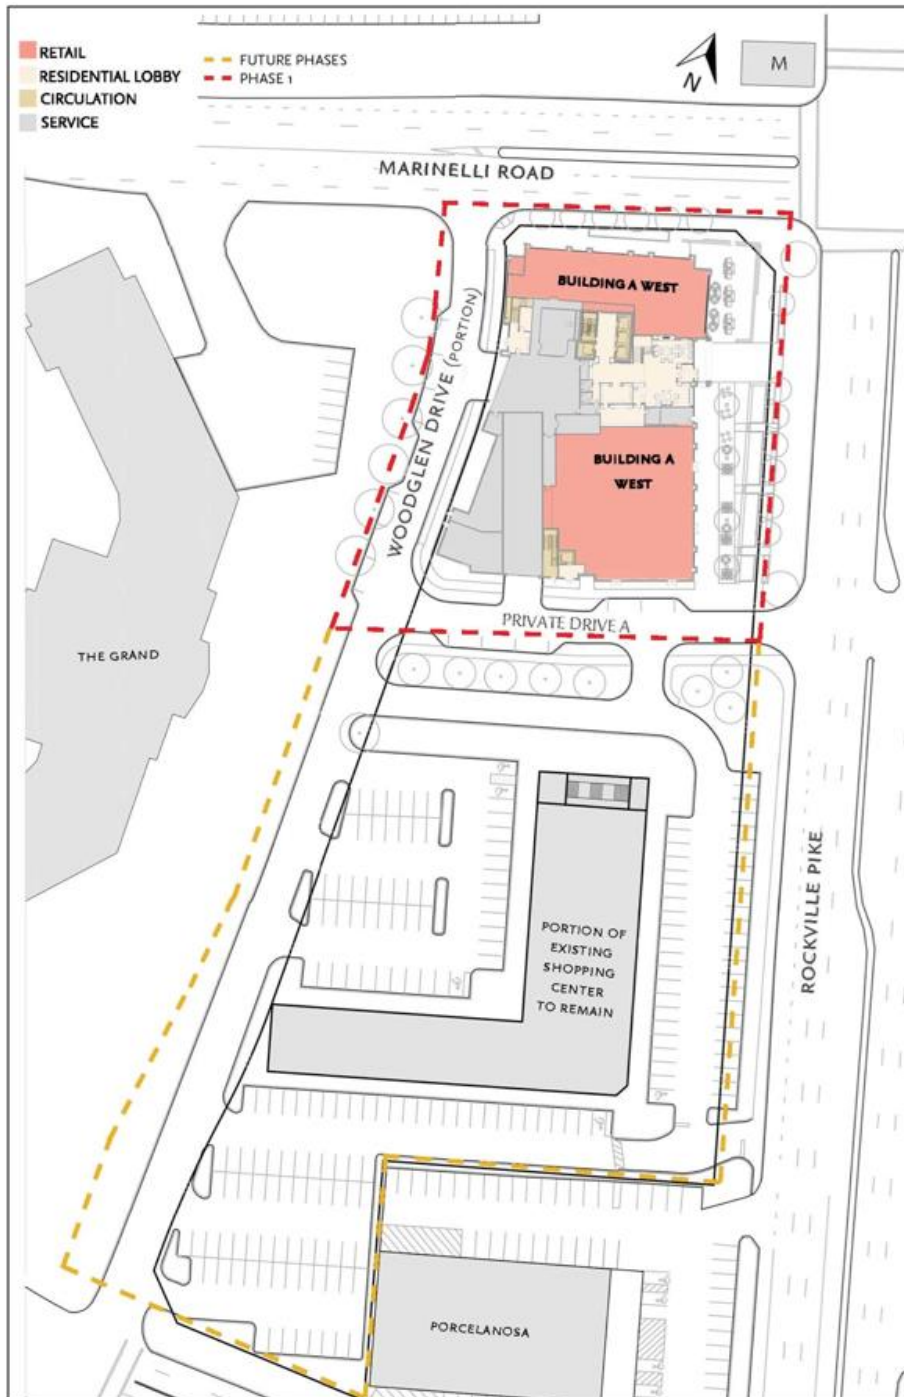 RETAIL
RESIDENTIAL LOBBY
CIRCULATION
SERVICE
FUTURE PHASES
PHASE 1
N
M
MARINELLI ROAD
BUILDING A WEST
WOODGLEN DRIVE (PORTION)
BUILDING A
WEST
PRIVATE DRIVE A
THE GRAND
ROCKVILLE PIKE
PORTION OF
EXISTING
SHOPPING
CENTER
TO REMAIN
PORCELANOSA